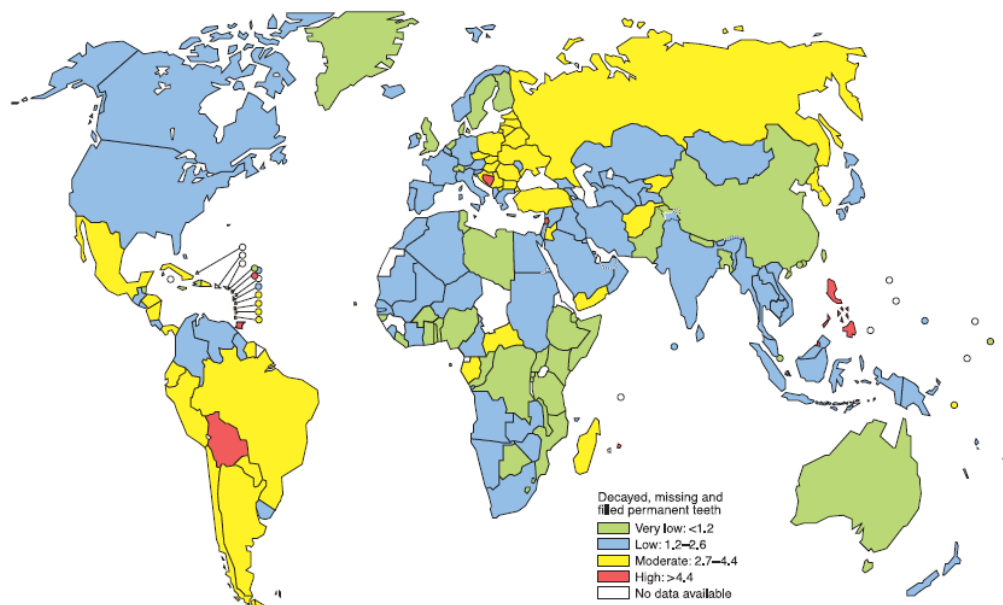 Decayed, missing and
filled permanent teeth
Very low: <1.2
Low: 1.2–2.6
Moderate: 2.7–4.4
High: >4.4
No data available